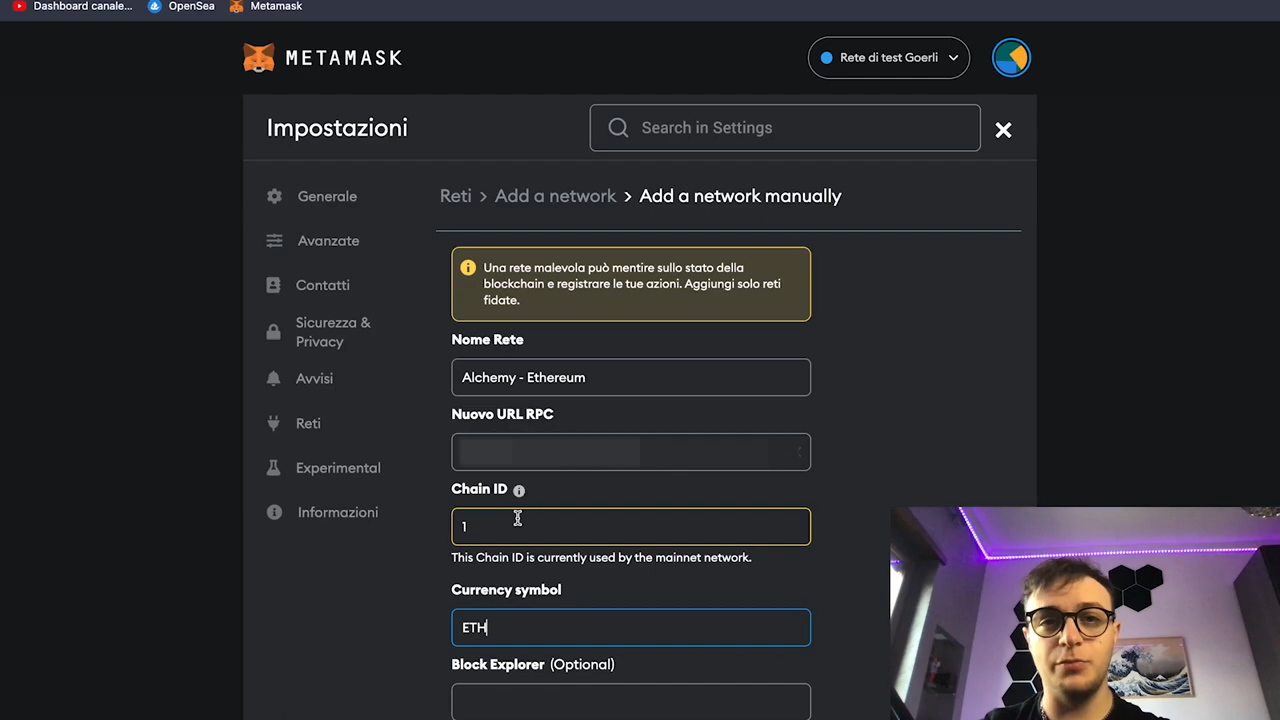 Dashboard canale... OpenSea Metamask
METAMASK
Rete di test Goerli
Impostazioni
Search in Settings
Generale
Avanzate
Contatti
Sicurezza &
Privacy
Avvisi
Reti
Experimental
Informazioni
Reti > Add a network > Add a network manually
Una rete malevola può mentire sullo stato della
blockchain e registrare le tue azioni. Aggiungi solo reti
fidate.
Nome Rete
Alchemy - Ethereum
Nuovo URL RPC
Chain ID
1
This Chain ID is currently used by the mainnet network.
Currency symbol
ETH
Block Explorer (Optional)